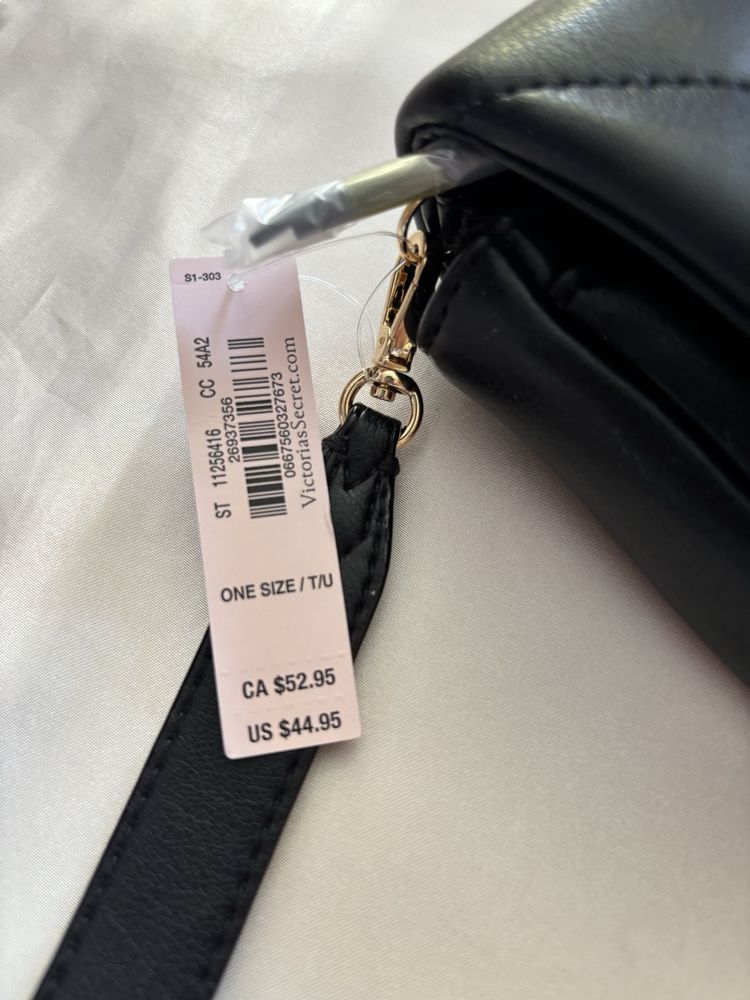 S1-303
ST 11256416 CC 54A2
26937356
0667560327673
VictoriasSecret.com
ONE SIZE / T/U
CA $52.95
US $44.95